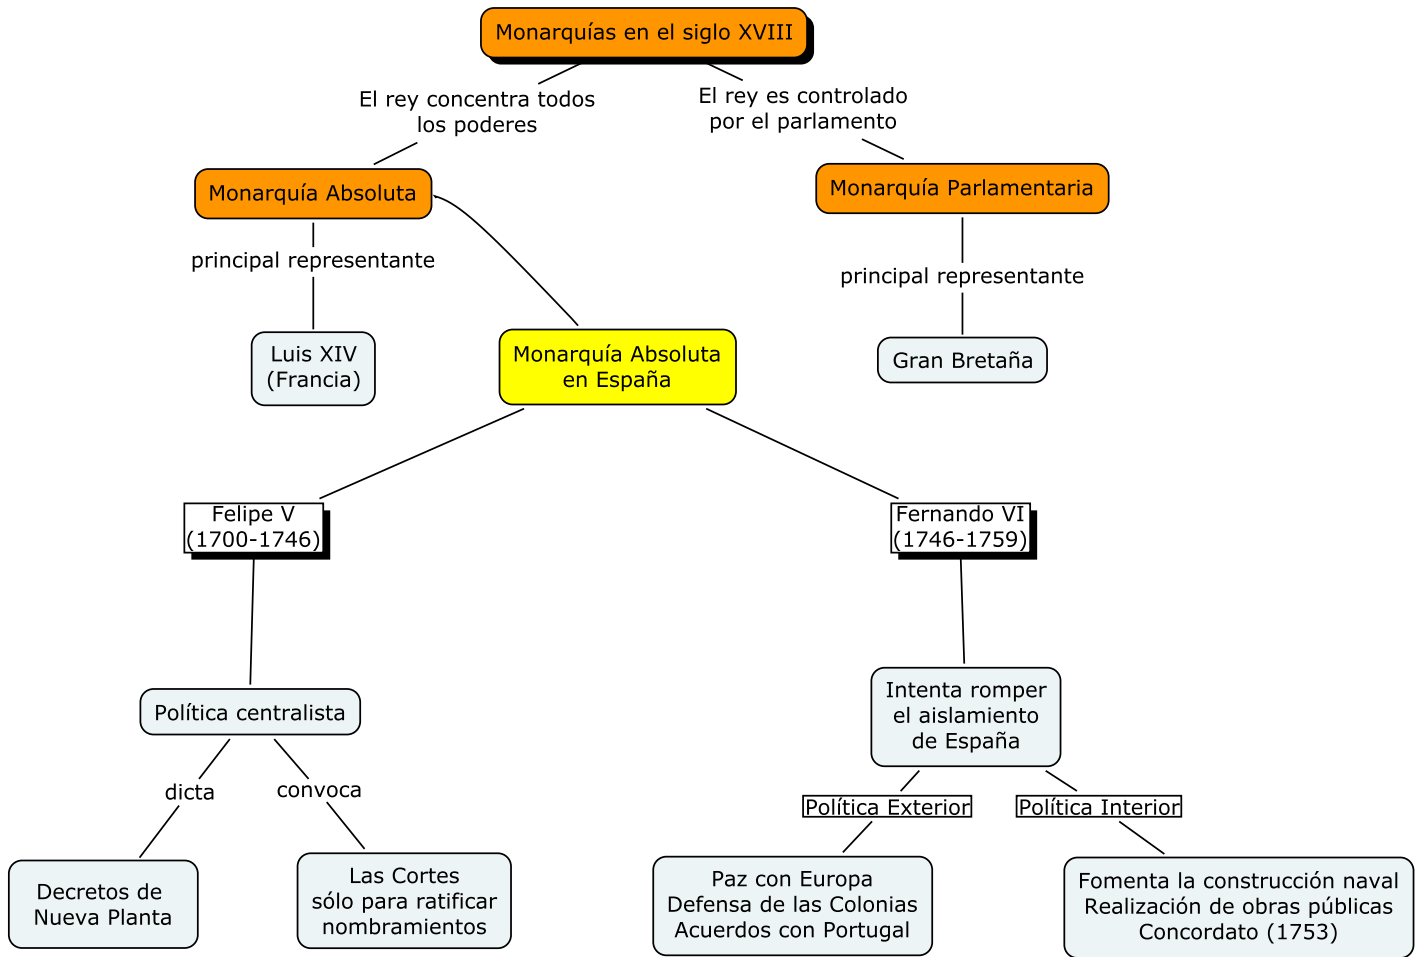 Monarquías en el siglo XVIII
El rey concentra todos
los poderes
El rey es controlado
por el parlamento
Monarquía Absoluta
Monarquía Parlamentaria
principal representante
principal representante
Luis XIV
(Francia)
Monarquía Absoluta
en España
Gran Bretaña
Felipe V
(1700-1746)
Fernando VI
(1746-1759)
Política centralista
Intenta romper
el aislamiento
de España
dicta
convoca
Política Exterior
Política Interior
Decretos de
Nueva Planta
Las Cortes
sólo para ratificar
nombramientos
Paz con Europa
Defensa de las Colonias
Acuerdos con Portugal
Fomenta la construcción naval
Realización de obras públicas
Concordato (1753)